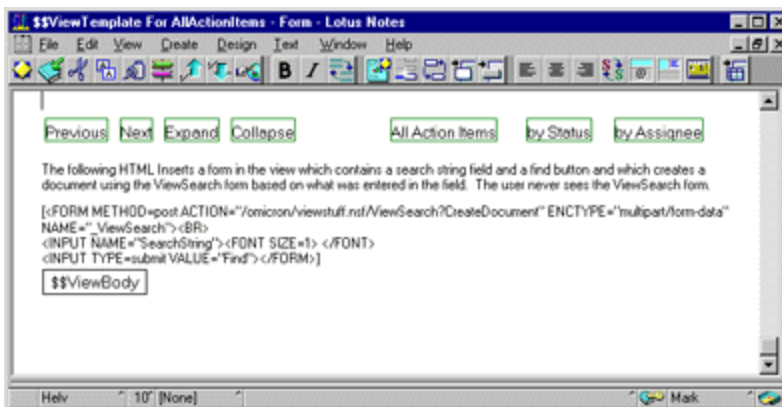 $$ViewTemplate For AllActionItems - Form - Lotus Notes
File Edit View Create Design Text Window Help
B I
Previous Next Expand Collapse All Action Items by Status by Assignee
The following HTML Inserts a form in the view which contains a search string field and a find button and which creates a
document using the ViewSearch form based on what was entered in the field. The user never sees the ViewSearch form.
[<FORM METHOD=post ACTION="/omicron/viewstuff.nsf/ViewSearch?CreateDocument" ENCTYPE="multipart/form-data"
NAME="_ViewSearch"><BR>
<INPUT NAME="SearchString"><FONT SIZE=1> </FONT>
<INPUT TYPE=submit VALUE="Find"></FORM>]
$$ViewBody
Helv 10 [None] Mark